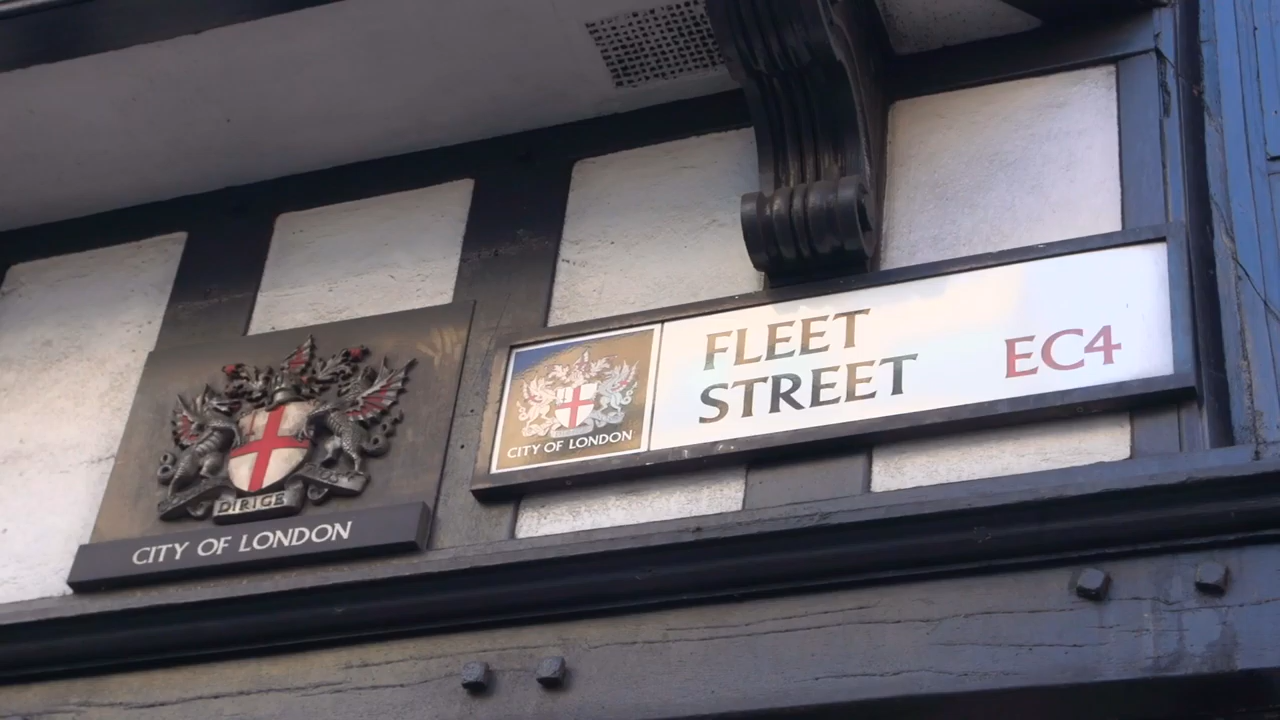 DIRIGE
CITY OF LONDON
CITY OF LONDON
FLEET
STREET
EC4